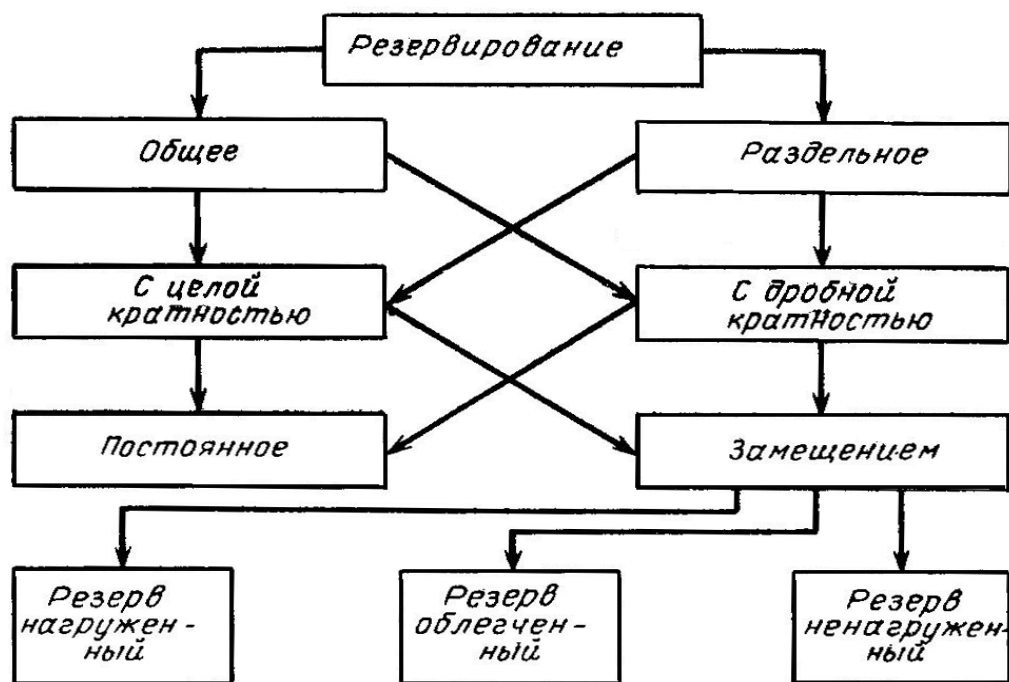 Резервирование
Общее
Раздельное
С целой
кратностью
С дробной
кратностью
Постоянное
Замещением
Резерв
нагружен-
ный
Резерв
облегчен-
ный
Резерв
ненагружен-
ный